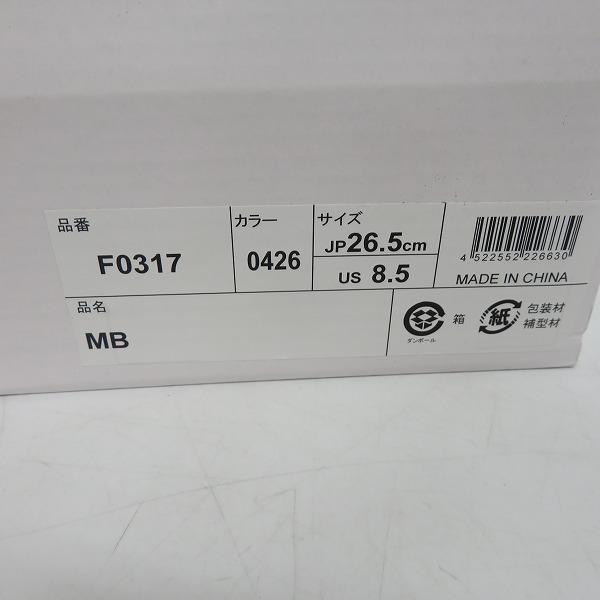 品番
F0317
カラー
0426
サイズ
JP26.5cm
US 8.5
4 522552 226630
MADE IN CHINA
品名
MB
ダンボール
箱
紙
包装材
補型材